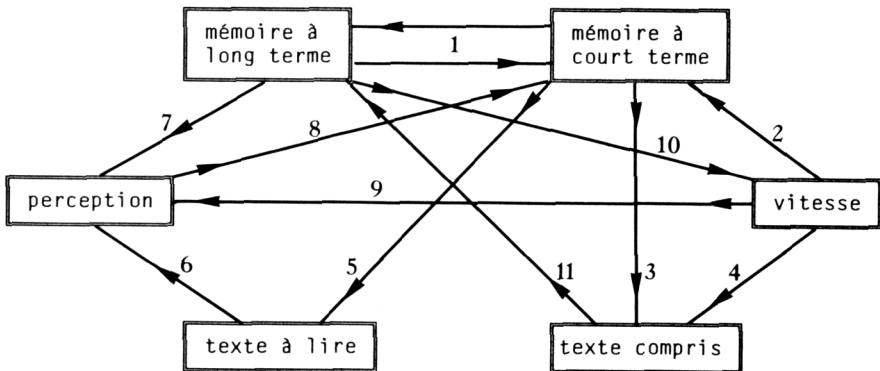 mémoire à
long terme
mémoire à
court terme
1
7
8
10
2
perception
9
vitesse
6
5
11
3
4
texte à lire
texte compris